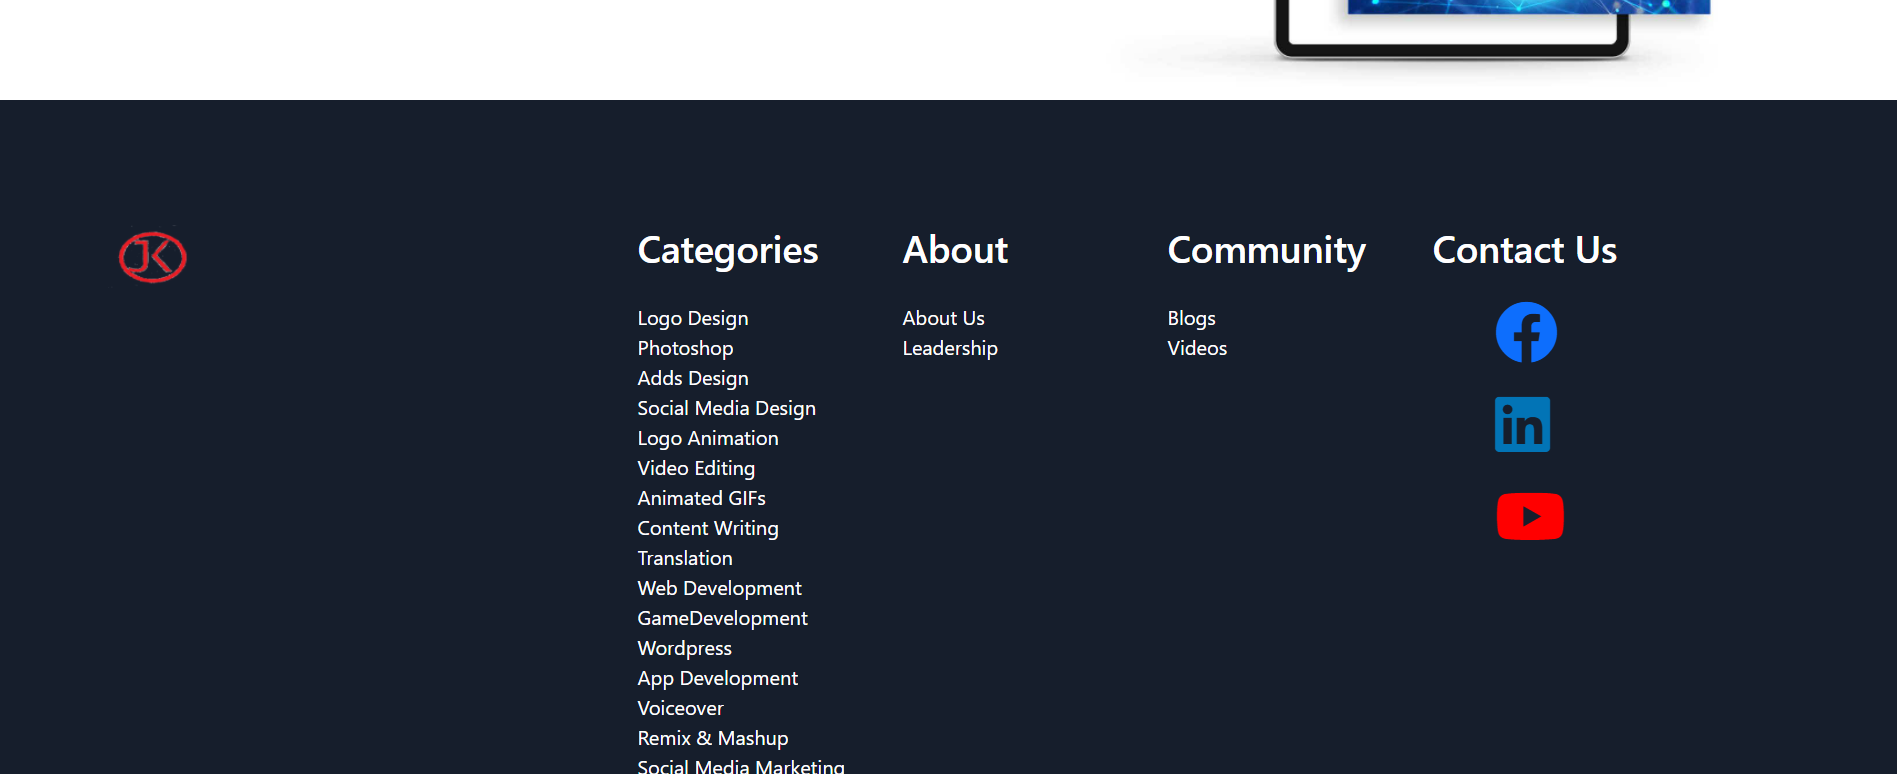 JK
Categories
Logo Design
Photoshop
Adds Design
Social Media Design
Logo Animation
Video Editing
Animated GIFs
Content Writing
Translation
Web Development
GameDevelopment
Wordpress
App Development
Voiceover
Remix & Mashup
Social Media Marketing
About
About Us
Leadership
Community
Blogs
Videos
Contact Us
in